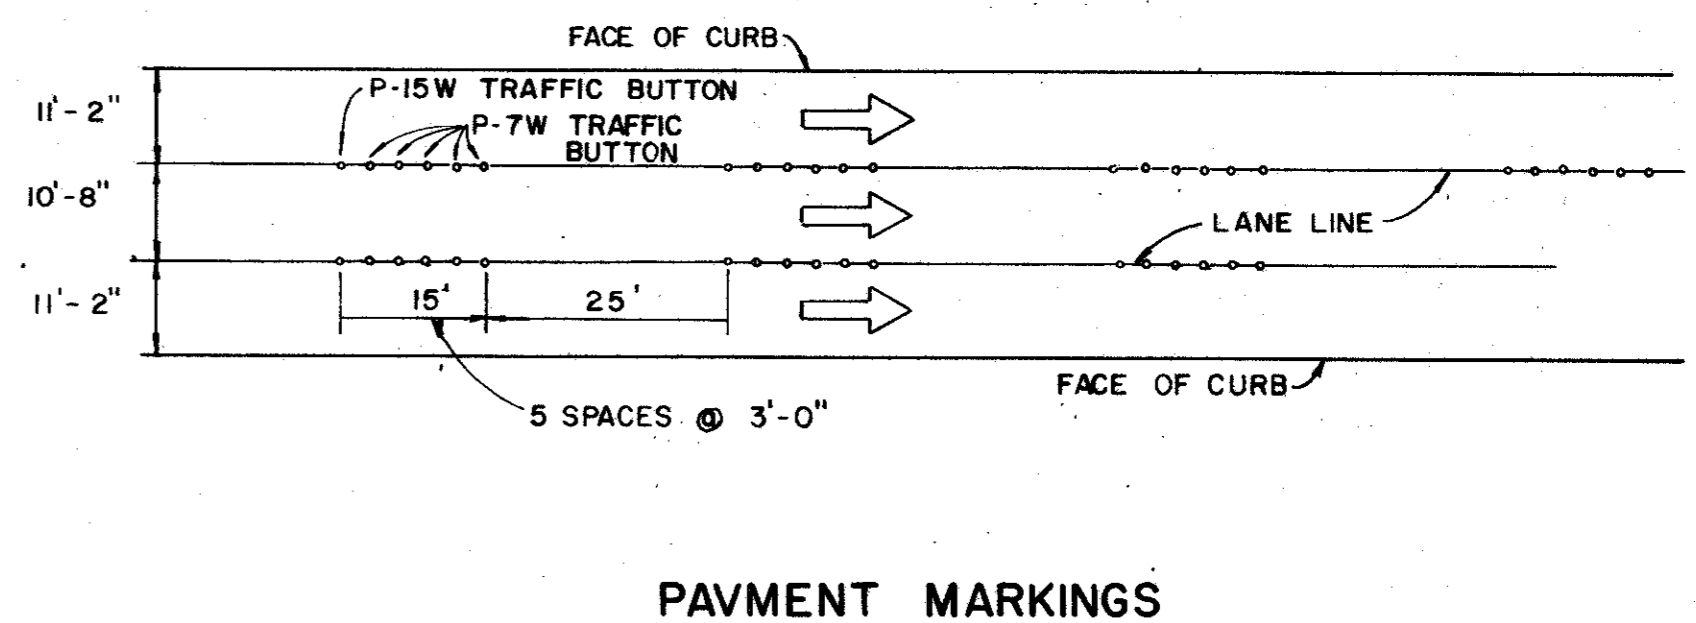 FACE OF CURB
11'-2"
P-15W TRAFFIC BUTTON
P-7W TRAFFIC
BUTTON
10'-8"
LANE LINE
11'-2"
15'
25'
FACE OF CURB
5 SPACES @ 3'-0"
PAVMENT MARKINGS